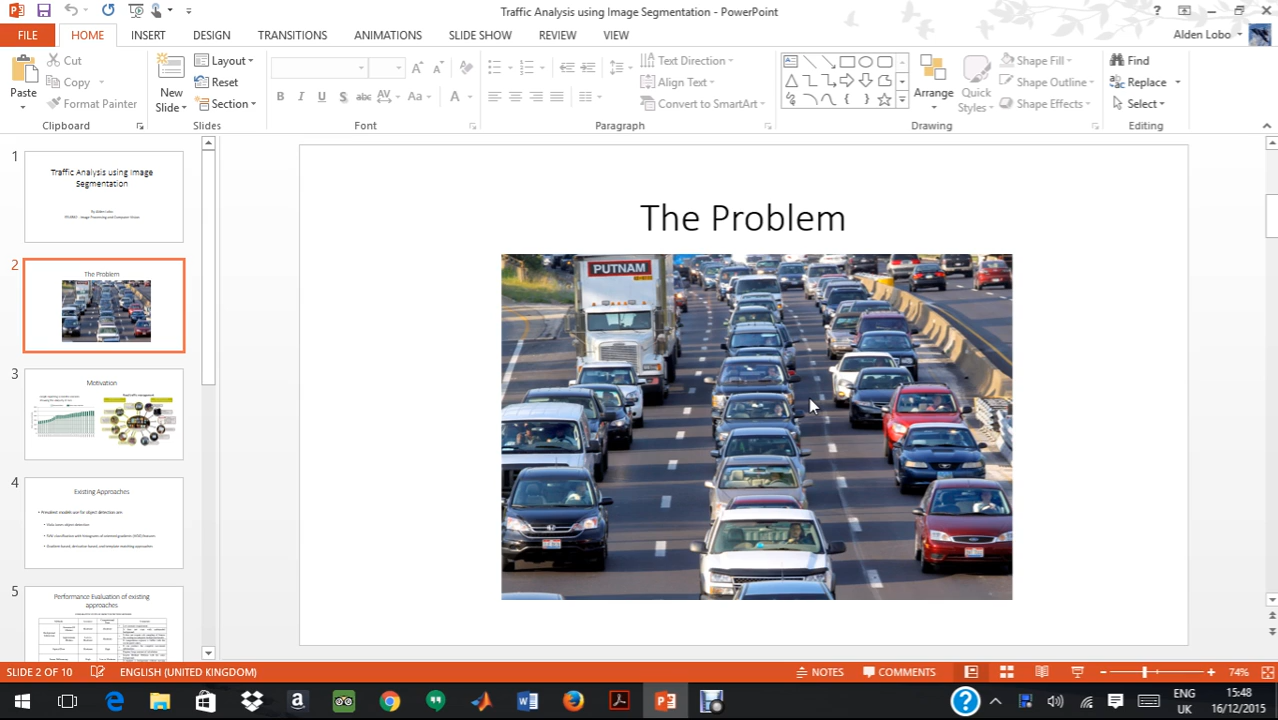 Traffic Analysis using Image Segmentation - PowerPoint
FILE HOME INSERT DESIGN TRANSITIONS ANIMATIONS SLIDE SHOW REVIEW VIEW Alden Lobo
Paste
Cut
Copy
Format Painter
Clipboard
New Slide
Layout
Reset
Section
Slides
Font
Text Direction
Align Text
Convert to SmartArt
Paragraph
Arrange
Quick Styles
Shape Fill
Shape Outline
Shape Effects
Drawing
Find
Replace
Select
Editing
1
Traffic Analysis using Image
Segmentation
2
The Problem
3
Motivation
4
Existing Approaches
5
Performance Evaluation of existing
approaches
The Problem
PUTNAM
SLIDE 2 OF 10 ENGLISH (UNITED KINGDOM) NOTES COMMENTS 74%
ENG 15:48
UK 16/12/2015